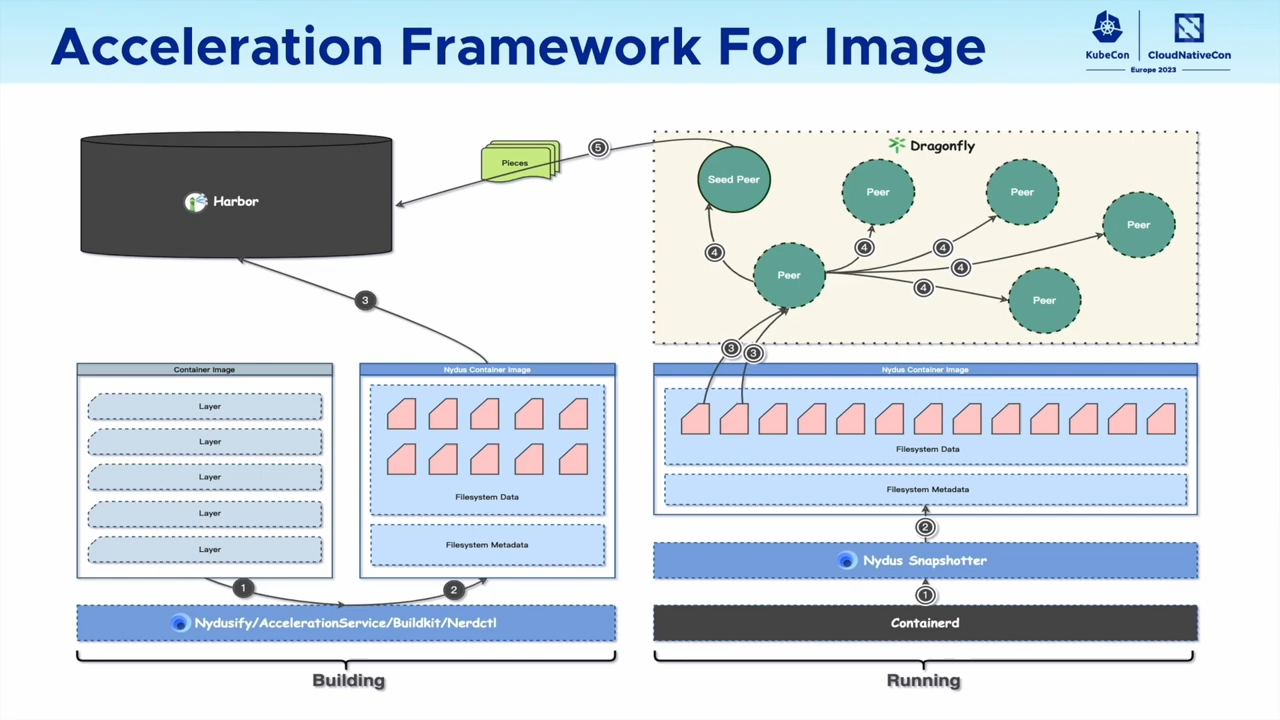 Acceleration Framework For Image
KubeCon
CloudNativeCon
Europe 2023
Harbor
Pieces
5
Dragonfly
Seed Peer
Peer
Peer
Peer
Peer
Peer
4
4
4
4
4
3
3
3
Container Image
Layer
Layer
Layer
Layer
Layer
Nydus Container Image
Filesystem Data
Filesystem Metadata
1
2
Nydusify/AccelerationService/Buildkit/Nerdctl
Building
Nydus Container Image
Filesystem Data
Filesystem Metadata
2
Nydus Snapshotter
1
Containerd
Running